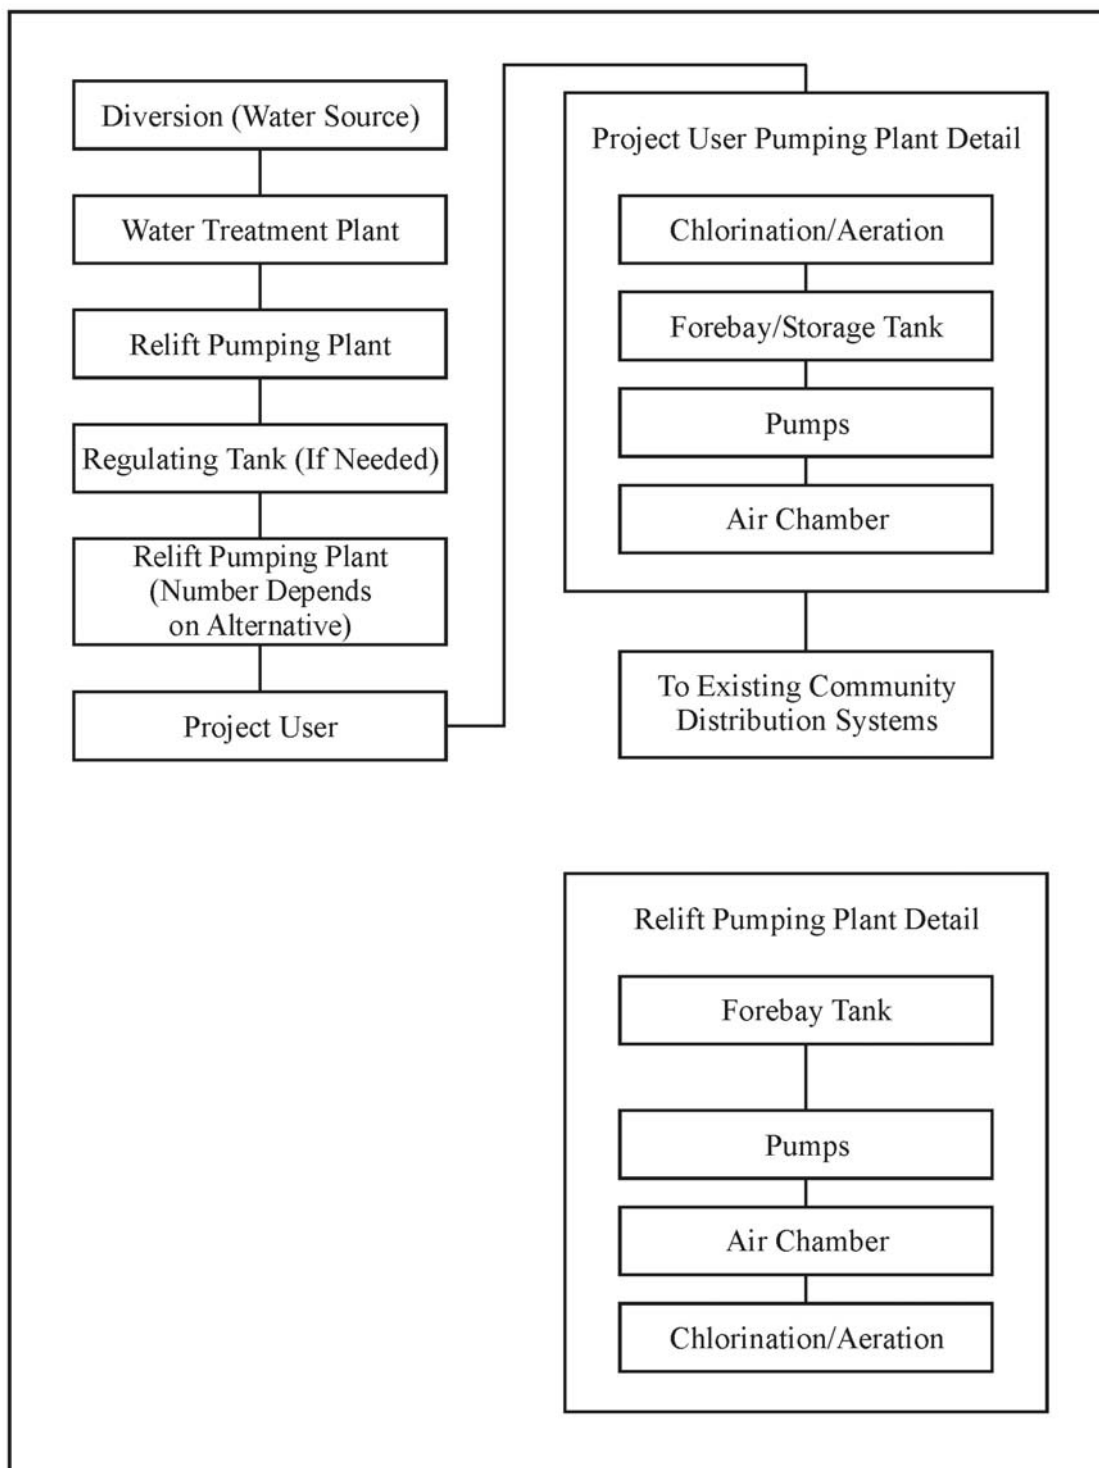 Diversion (Water Source)
Water Treatment Plant
Relift Pumping Plant
Regulating Tank (If Needed)
Relift Pumping Plant
(Number Depends
on Alternative)
Project User
Project User Pumping Plant Detail
Chlorination/Aeration
Forebay/Storage Tank
Pumps
Air Chamber
To Existing Community
Distribution Systems
Relift Pumping Plant Detail
Forebay Tank
Pumps
Air Chamber
Chlorination/Aeration